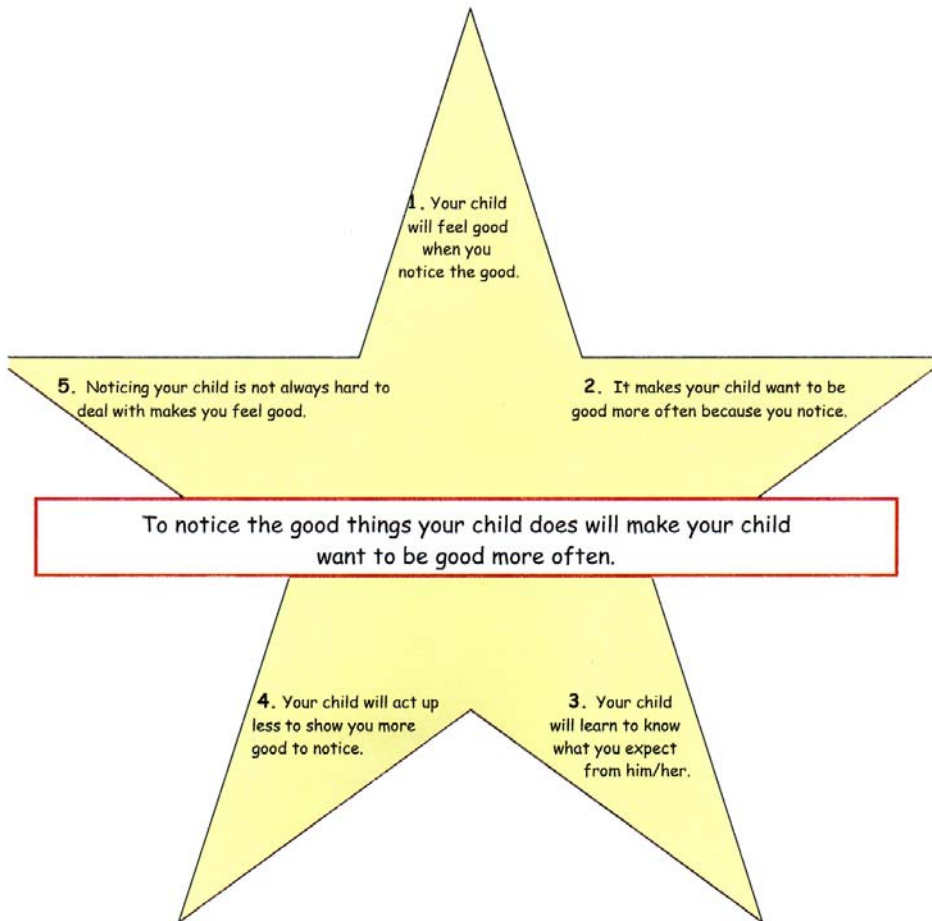 1. Your child
will feel good
when you
notice the good.
2. It makes your child want to be
good more often because you notice.
3. Your child
will learn to know
what you expect
from him/her.
4. Your child will act up
less to show you more
good to notice.
5. Noticing your child is not always hard to
deal with makes you feel good.
To notice the good things your child does will make your child
want to be good more often.